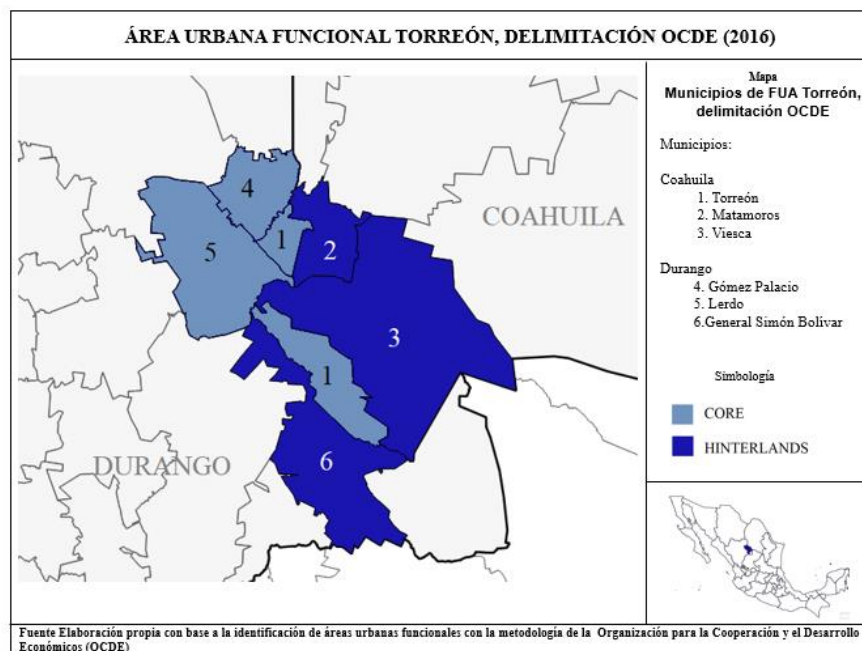 ÁREA URBANA FUNCIONAL TORREÓN, DELIMITACIÓN OCDE (2016)
4
1
2
5
3
1
6
COAHUILA
DURANGO
Mapa
Municipios de FUA Torreón,
delimitación OCDE
Municipios:
Coahuila
1. Torreón
2. Matamoros
3. Viesca
Durango
4. Gómez Palacio
5. Lerdo
6.General Simón Bolivar
Simbología
CORE
HINTERLANDS
Fuente Elaboración propia con base a la identificación de áreas urbanas funcionales con la metodología de la Organización para la Cooperación y el Desarrollo
Económicos (OCDE)